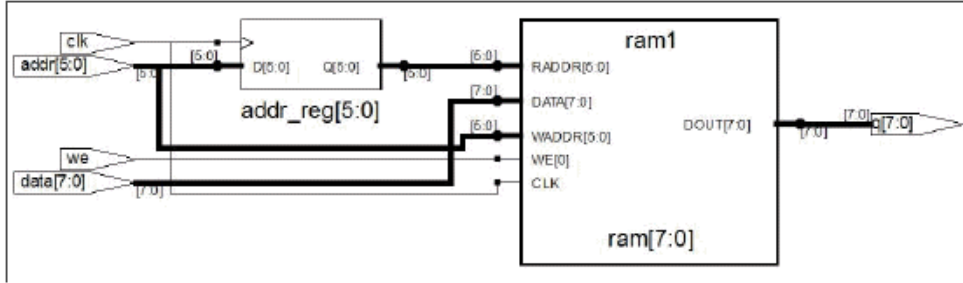 clk
addr[5:0]
[5:0]
[5:0]
D[5:0]
Q[5:0]
[5:0]
addr_reg[5:0]
we
data[7:0]
[7:0]
ram1
[5:0]
RADDR[5:0]
[7:0]
DATA[7:0]
[5:0]
WADDR[5:0]
WE[0]
CLK
DOUT[7:0]
[7:0]
[7:0]
q[7:0]
ram[7:0]